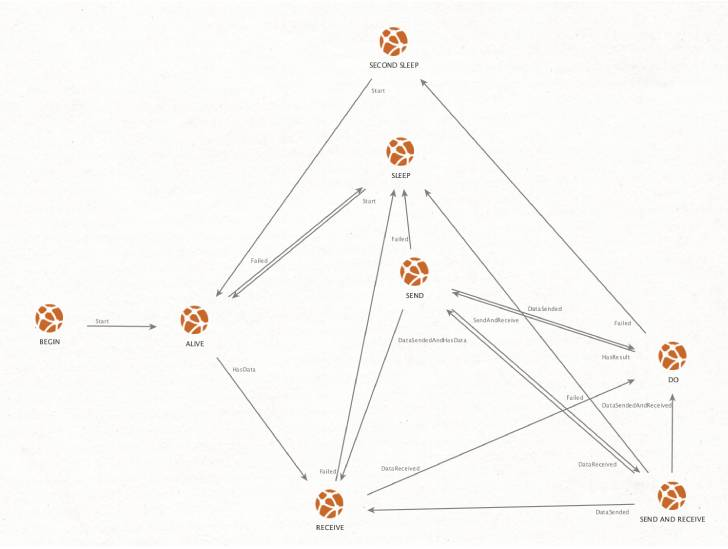 SECOND SLEEP
Start
SLEEP
Start
Failed
Failed
SEND
DataSended
SendAndReceive
Failed
Start
BEGIN
ALIVE
DataSendedAndHasData
HasResult
HasData
DO
Failed
DataSendedAndReceived
Failed
DataReceived
DataReceived
DataSended
RECEIVE
SEND AND RECEIVE